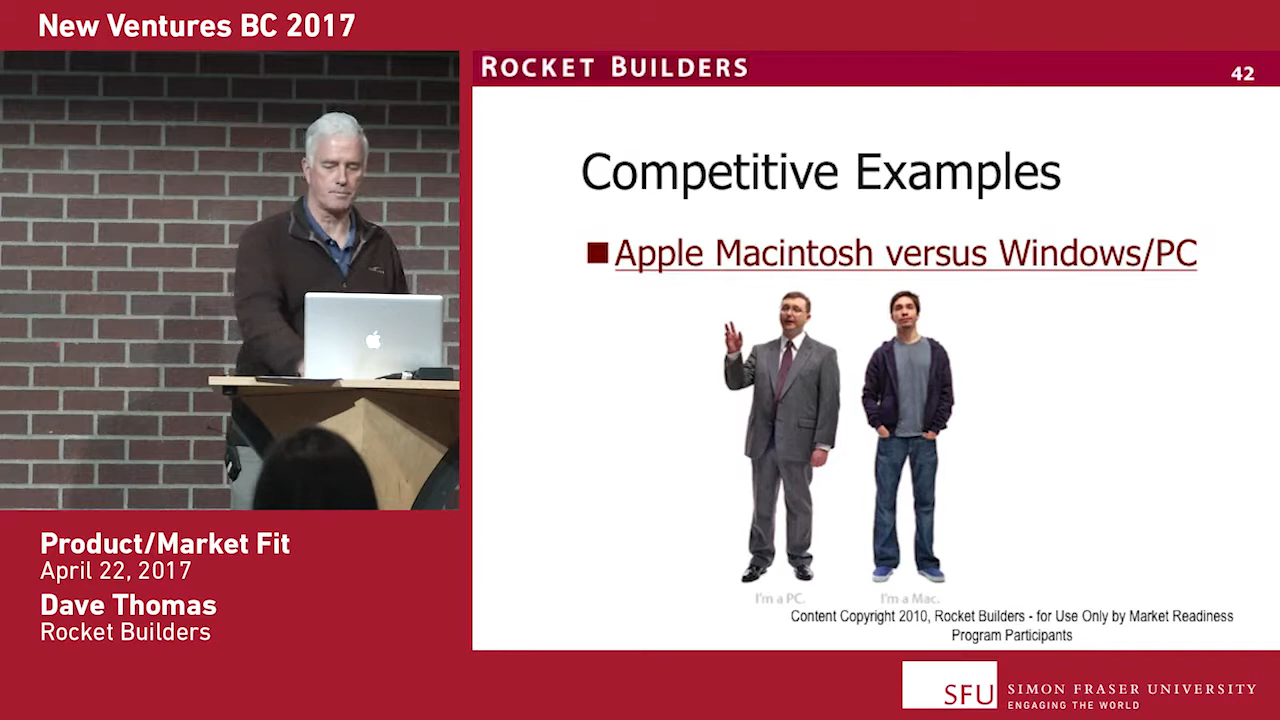 New Ventures BC 2017
ROCKET BUILDERS
42
Competitive Examples
Apple Macintosh versus Windows/PC
I'm a PC.
I'm a Mac.
Content Copyright 2010, Rocket Builders - for Use Only by Market Readiness
Program Participants
Product/Market Fit
April 22, 2017
Dave Thomas
Rocket Builders
SFU
SIMON FRASER UNIVERSITY
ENGAGING THE WORLD